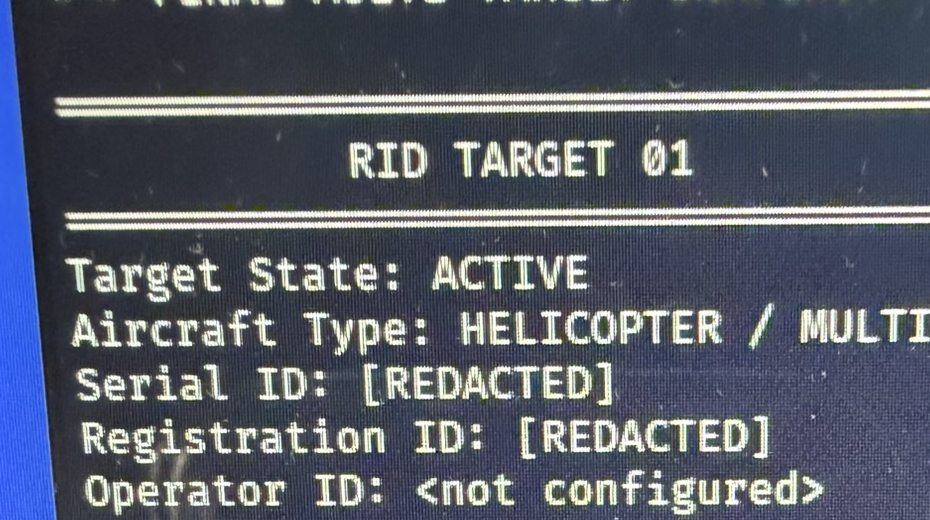 RID TARGET 01
Target State: ACTIVE
Aircraft Type: HELICOPTER / MULTI
Serial ID: [REDACTED]
Registration ID: [REDACTED]
Operator ID: <not configured>